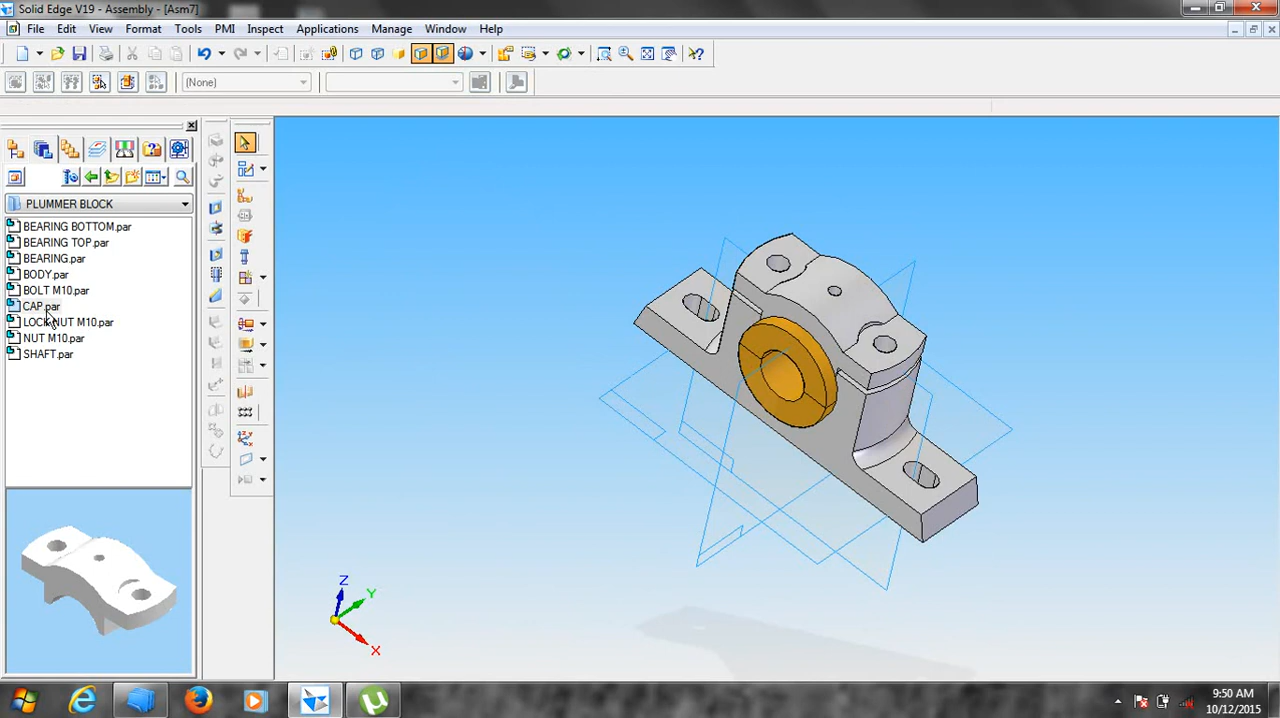 Solid Edge V19 - Assembly - [Asm7]
File Edit View Format Tools PMI Inspect Applications Manage Window Help
(None)
PLUMMER BLOCK
BEARING BOTTOM.par
BEARING TOP.par
BEARING.par
BODY.par
BOLT M10.par
CAP.par
LOCK NUT M10.par
NUT M10.par
SHAFT.par
Z
Y
X
9:50 AM
10/12/2015